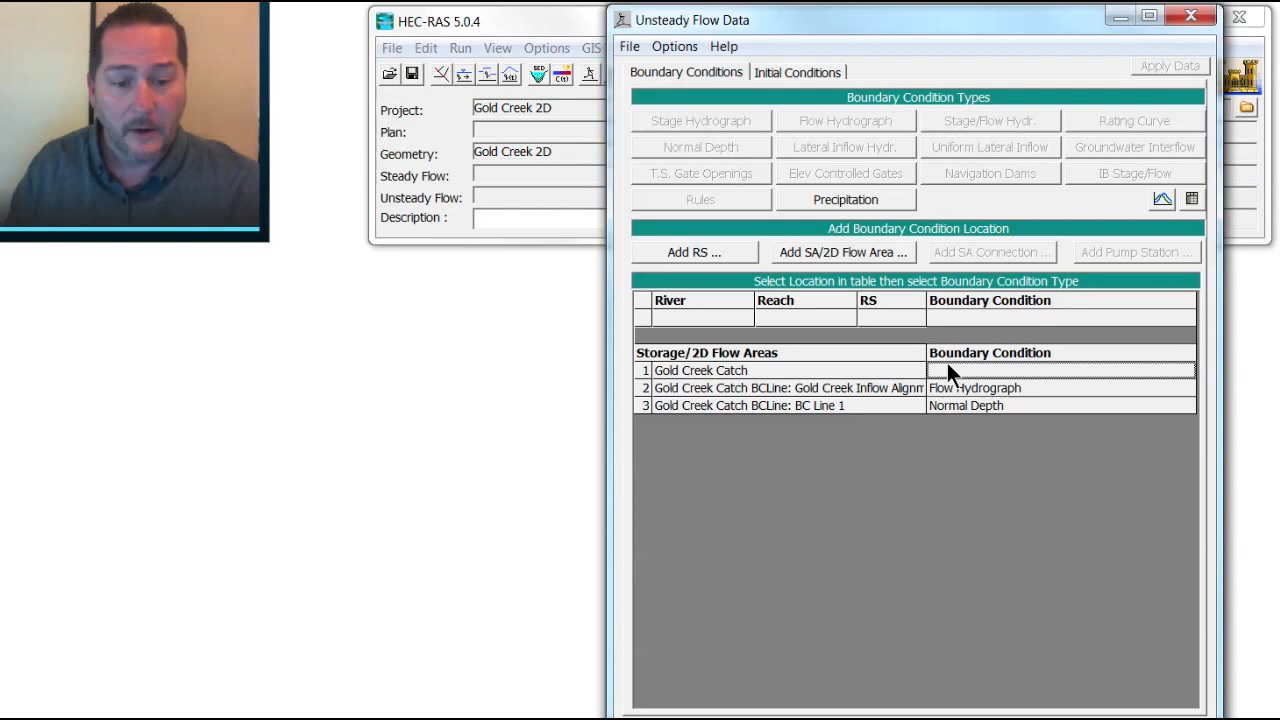 HEC-RAS 5.0.4
File Edit Run View Options GIS
Project: Gold Creek 2D
Plan:
Geometry: Gold Creek 2D
Steady Flow:
Unsteady Flow:
Description :
Unsteady Flow Data
File Options Help
Boundary Conditions Initial Conditions Apply Data
Boundary Condition Types
Stage Hydrograph Flow Hydrograph Stage/Flow Hydr. Rating Curve
Normal Depth Lateral Inflow Hydr. Uniform Lateral Inflow Groundwater Interflow
T.S. Gate Openings Elev Controlled Gates Navigation Dams IB Stage/Flow
Rules Precipitation
Add Boundary Condition Location
Add RS ... Add SA/2D Flow Area ... Add SA Connection ... Add Pump Station ...
Select Location in table then select Boundary Condition Type
River Reach RS Boundary Condition
Storage/2D Flow Areas Boundary Condition
1 Gold Creek Catch
2 Gold Creek Catch BCLine: Gold Creek Inflow Alignm Flow Hydrograph
3 Gold Creek Catch BCLine: BC Line 1 Normal Depth